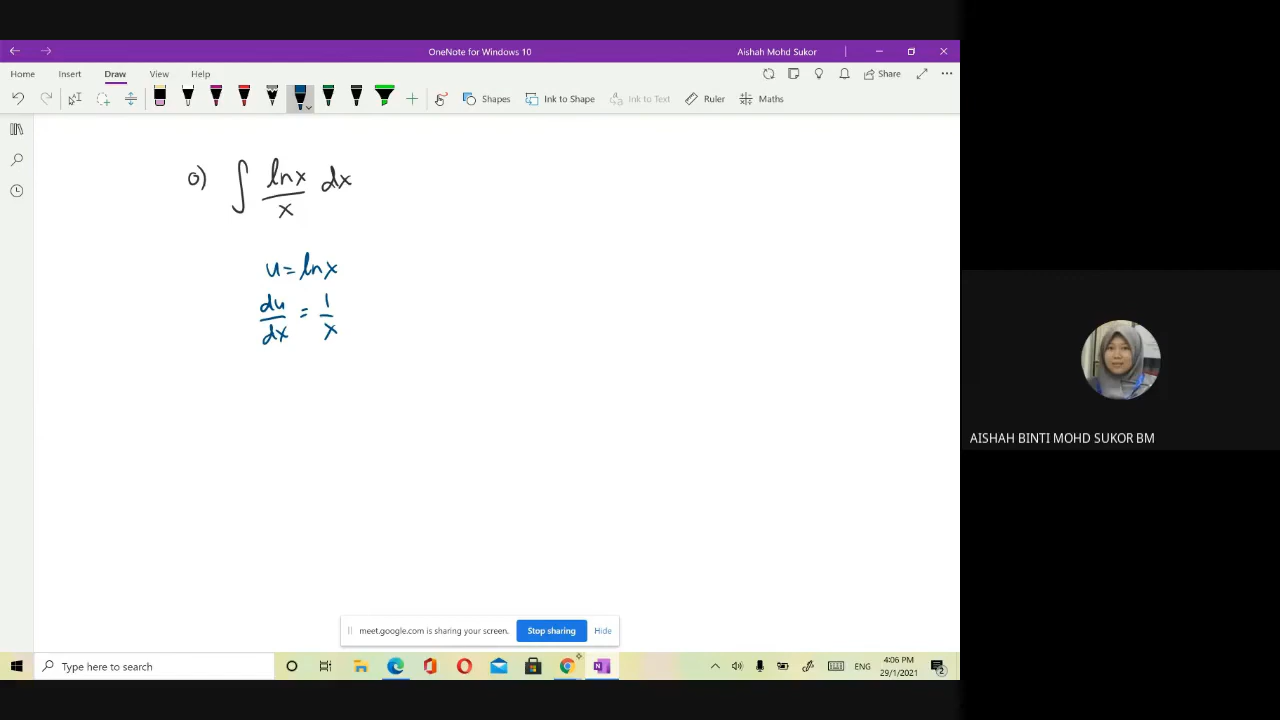 OneNote for Windows 10
Aishah Mohd Sukor
Home Insert Draw View Help
Share
Shapes Ink to Shape Ink to Text Ruler Maths
o) ∫ lnx/x dx
u = lnx
du/dx = 1/x
AISHAH BINTI MOHD SUKOR BM
meet.google.com is sharing your screen. Stop sharing Hide
Type here to search
ENG
4:06 PM
29/1/2021
2